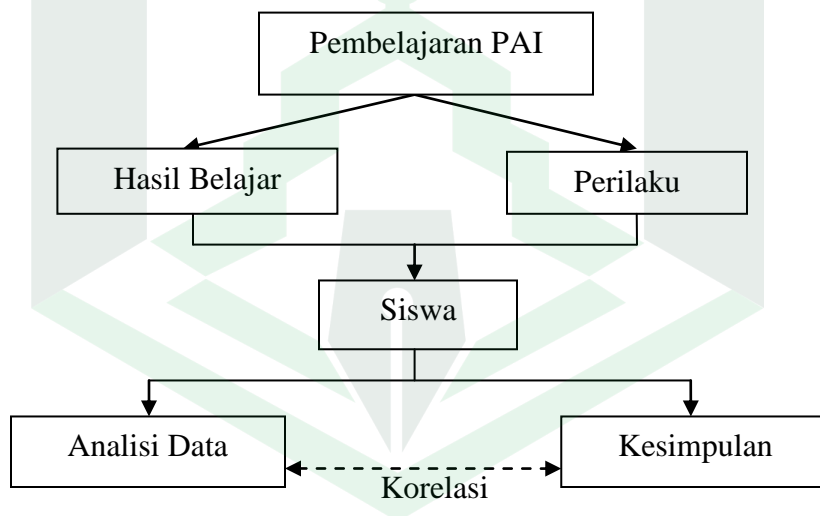 Pembelajaran PAI
Hasil Belajar
Perilaku
Siswa
Analisi Data
Kesimpulan
Korelasi